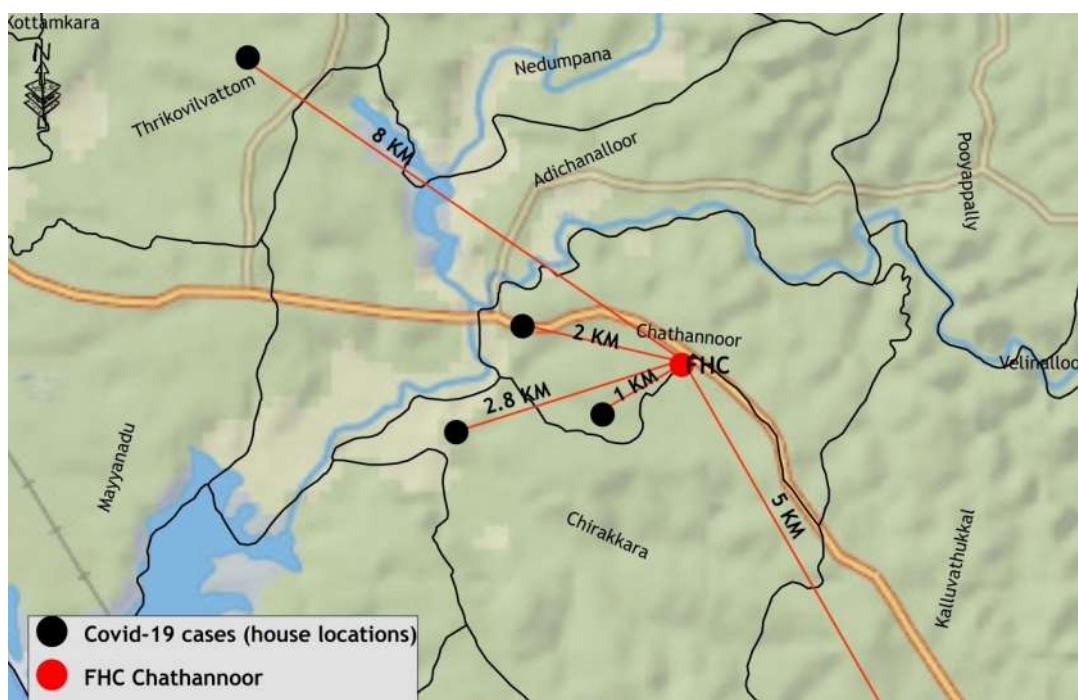 Kottamkara
N
Thrikovilvattom
Nedumpana
8 KM
Adichanalloor
Pooyappally
Chathannoor
2 KM
FHC
Velinalloo
1 KM
2.8 KM
Mayyanadu
5 KM
Chirakkara
Kalluvathukkal
Covid-19 cases (house locations)
FHC Chathannoor